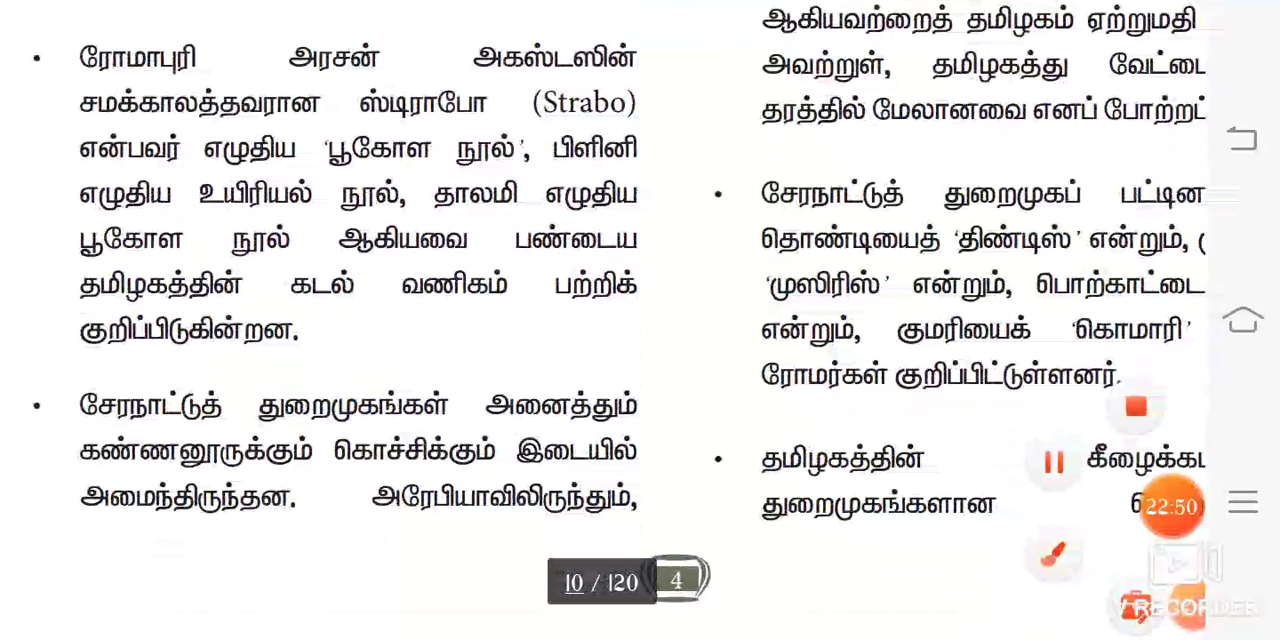 • ரோமாபுரி அரசன் அகஸ்டஸின்
சமக்காலத்தவரான ஸ்டிராபோ (Strabo)
என்பவர் எழுதிய 'பூகோள நூல்', பிளினி
எழுதிய உயிரியல் நூல், தாலமி எழுதிய
பூகோள நூல் ஆகியவை பண்டைய
தமிழகத்தின் கடல் வணிகம் பற்றிக்
குறிப்பிடுகின்றன.
• சேரநாட்டுத் துறைமுகங்கள் அனைத்தும்
கண்ணனூருக்கும் கொச்சிக்கும் இடையில்
அமைந்திருந்தன. அரேபியாவிலிருந்தும்,
ஆகியவற்றைத் தமிழகம் ஏற்றுமதி
அவற்றுள், தமிழகத்து
தரத்தில் மேலானவை எனப்
• சேரநாட்டுத் துறைமுகப்
தொண்டியைத் 'திண்டிஸ்' என்றும்,
'முஸிரிஸ்' என்றும், பொற்காட்டை
என்றும், குமரியைக் 'கொமாரி'
ரோமர்கள் குறிப்பிட்டுள்ளனர்.
• தமிழகத்தின்
துறைமுகங்களான
22:50
10 / 120 4
RECORDER